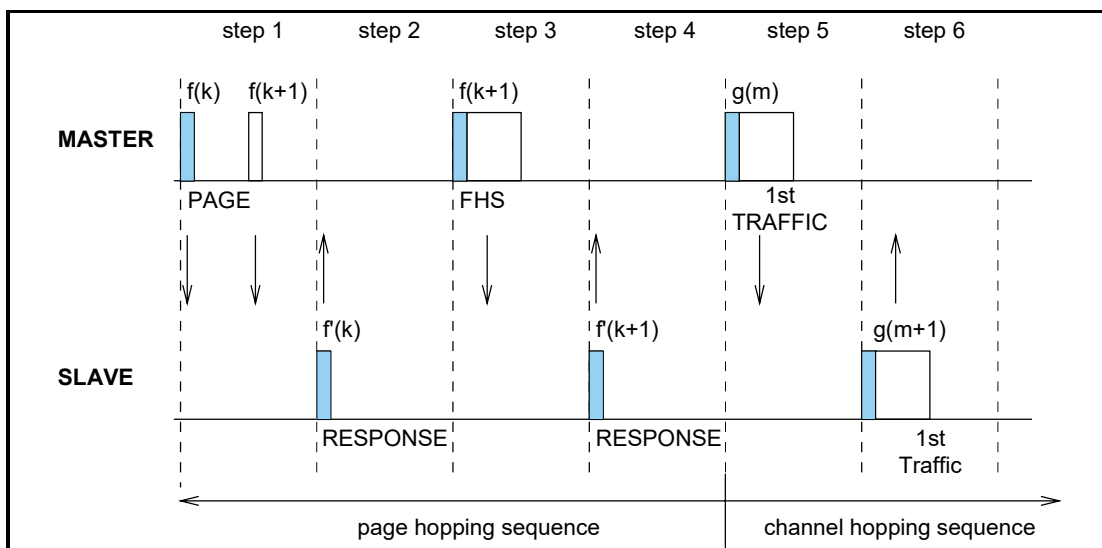 step 1 step 2 step 3 step 4 step 5 step 6
f(k) f(k+1) f(k+1) g(m)
MASTER
PAGE FHS 1st
TRAFFIC
f'(k) f'(k+1) g(m+1)
SLAVE
RESPONSE RESPONSE 1st
Traffic
page hopping sequence channel hopping sequence